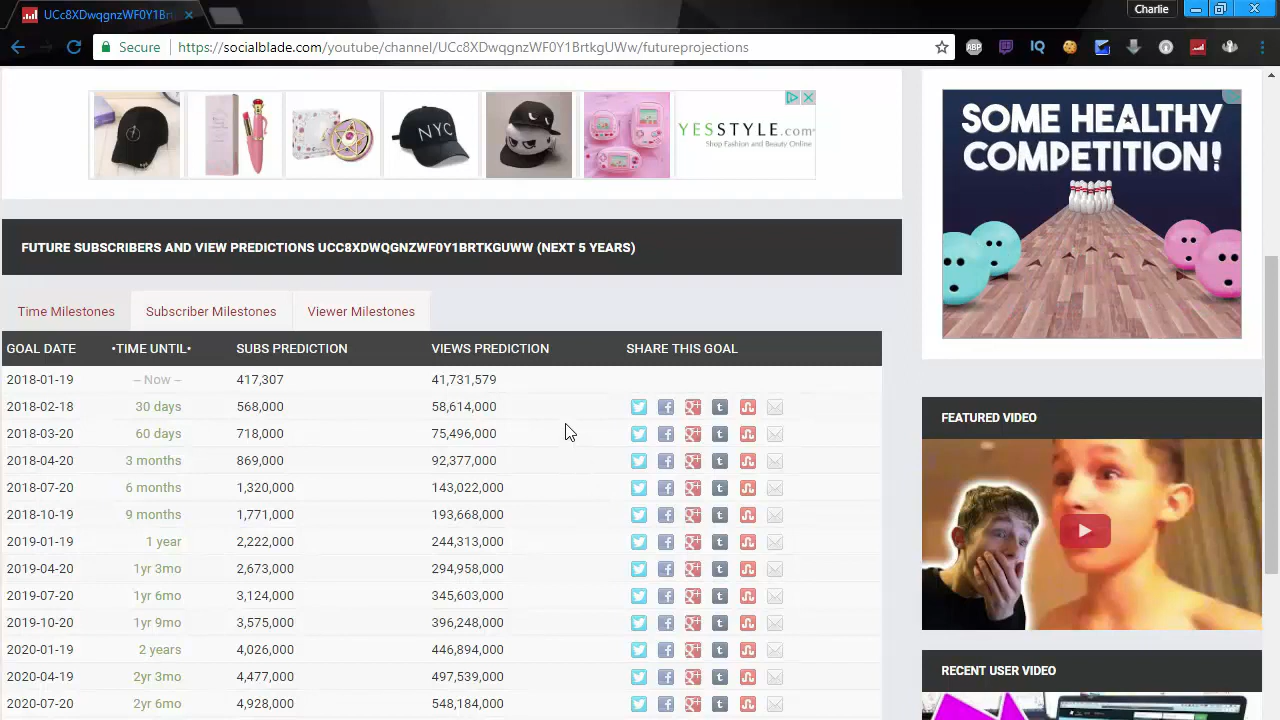 UCc8XDwqgnzWF0Y1Br
Charlie
Secure
https://socialblade.com/youtube/channel/UCc8XDwqgnzWF0Y1BrtkgUWw/futureprojections
ABP
IQ
NYC
YESSTYLE.com
Shop Fashion and Beauty Online
SOME HEALTHY
COMPETITION!
FUTURE SUBSCRIBERS AND VIEW PREDICTIONS UCC8XDWQGNZWF0Y1BRTKGUWW (NEXT 5 YEARS)
Time Milestones Subscriber Milestones Viewer Milestones
GOAL DATE •TIME UNTIL• SUBS PREDICTION VIEWS PREDICTION SHARE THIS GOAL
2018-01-19 -- Now -- 417,307 41,731,579
2018-02-18 30 days 568,000 58,614,000
2018-03-20 60 days 718,000 75,496,000
2018-04-20 3 months 869,000 92,377,000
2018-07-20 6 months 1,320,000 143,022,000
2018-10-19 9 months 1,771,000 193,668,000
2019-01-19 1 year 2,222,000 244,313,000
2019-04-20 1yr 3mo 2,673,000 294,958,000
2019-07-20 1yr 6mo 3,124,000 345,603,000
2019-10-20 1yr 9mo 3,575,000 396,248,000
2020-01-19 2 years 4,026,000 446,894,000
2020-04-19 2yr 3mo 4,477,000 497,539,000
2020-07-20 2yr 6mo 548,184,000
FEATURED VIDEO
RECENT USER VIDEO